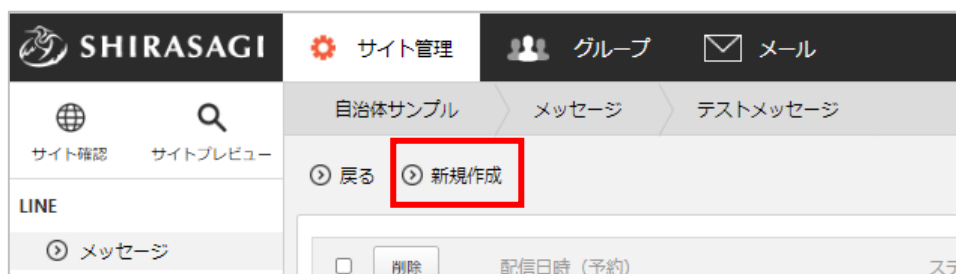 SHIRASAGI
サイト管理 グループ メール
自治体サンプル メッセージ テストメッセージ
サイト確認 サイトプレビュー
戻る 新規作成
LINE
メッセージ
削除 配信日時（予約）